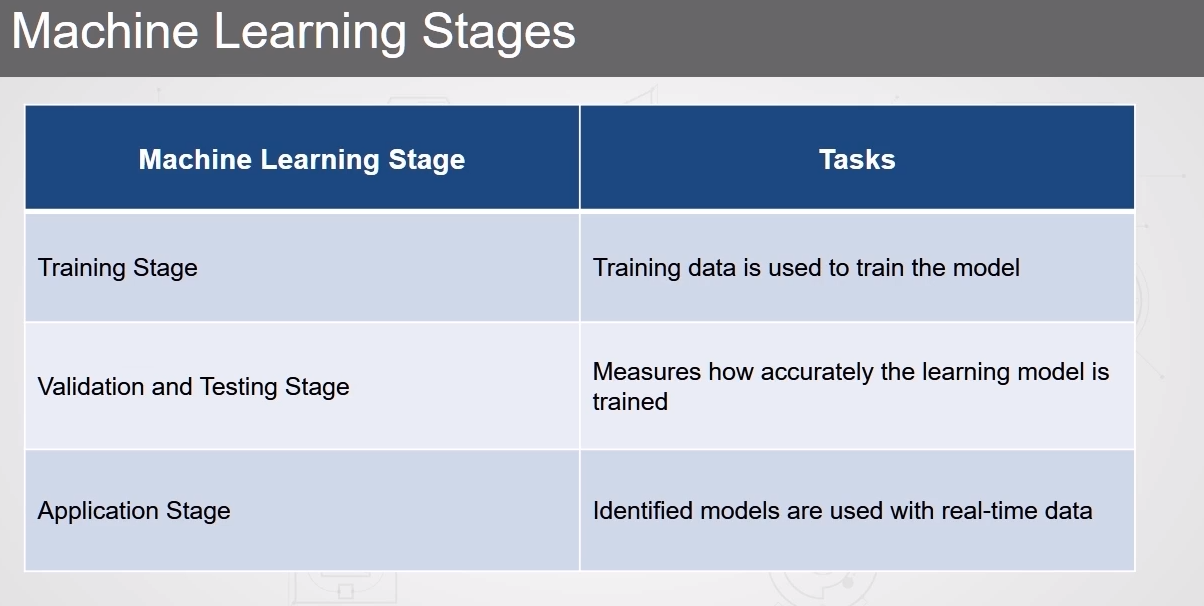 Machine Learning Stages
Machine Learning Stage
Tasks
Training Stage
Training data is used to train the model
Validation and Testing Stage
Measures how accurately the learning model is
trained
Application Stage
Identified models are used with real-time data